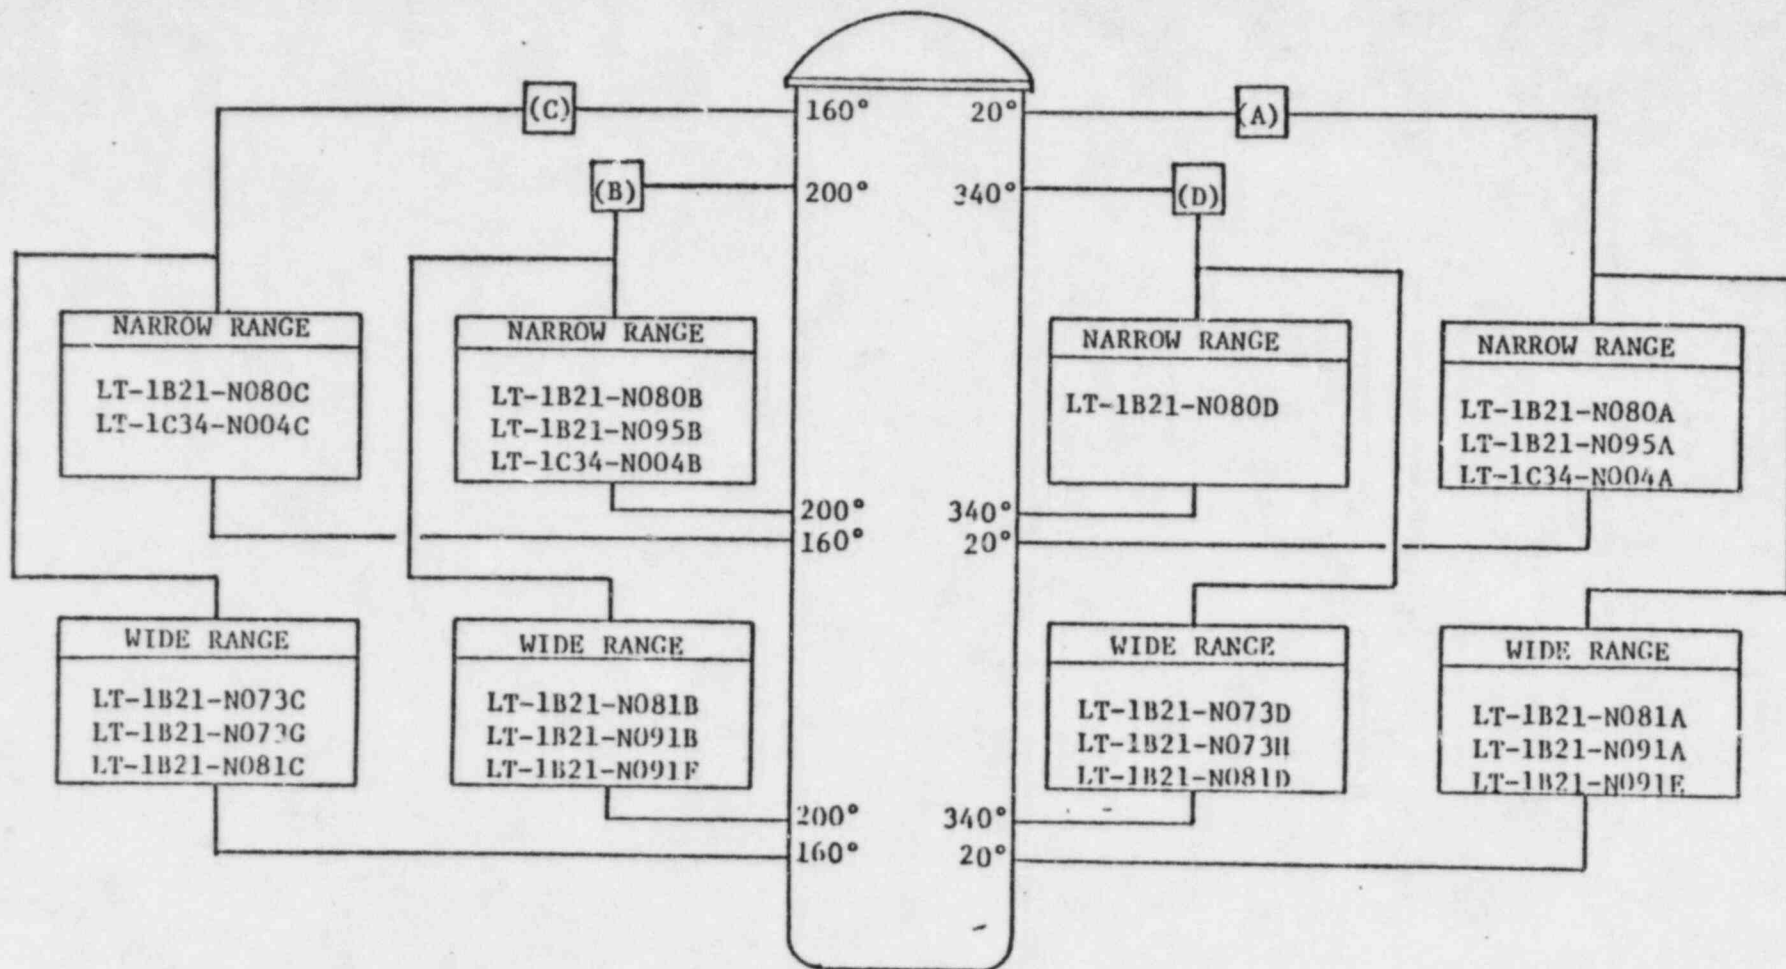 (C)
160°
20°
(A)
(B)
200°
340°
(D)
NARROW RANGE
LT-1B21-N080C
LT-1C34-N004C
NARROW RANGE
LT-1B21-N080B
LT-1B21-N095B
LT-1C34-N004B
NARROW RANGE
LT-1B21-N080D
NARROW RANGE
LT-1B21-N080A
LT-1B21-N095A
LT-1C34-N004A
200°
340°
160°
20°
WIDE RANGE
LT-1B21-N073C
LT-1B21-N073G
LT-1B21-N081C
WIDE RANGE
LT-1B21-N081B
LT-1B21-N091B
LT-1B21-N091F
WIDE RANGE
LT-1B21-N073D
LT-1B21-N073H
LT-1B21-N081D
WIDE RANGE
LT-1B21-N081A
LT-1B21-N091A
LT-1B21-N091E
200°
340°
160°
20°